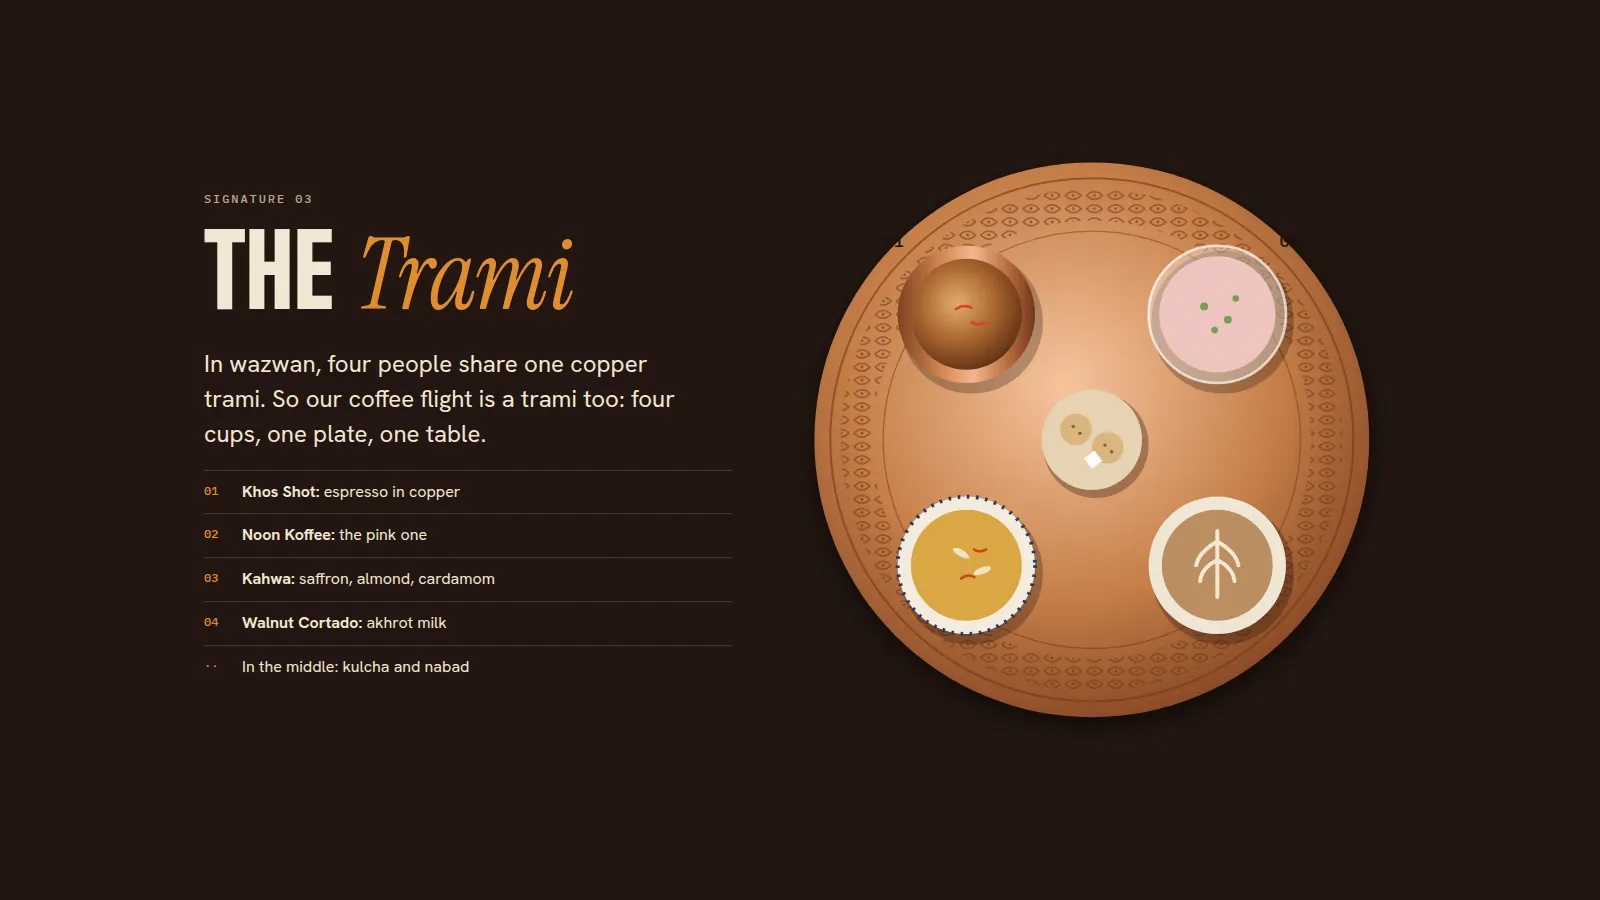 SIGNATURE 03
THE Trami
In wazwan, four people share one copper
trami. So our coffee flight is a trami too: four
cups, one plate, one table.
01 Khos Shot: espresso in copper
02 Noon Koffee: the pink one
03 Kahwa: saffron, almond, cardamom
04 Walnut Cortado: akhrot milk
·· In the middle: kulcha and nabad